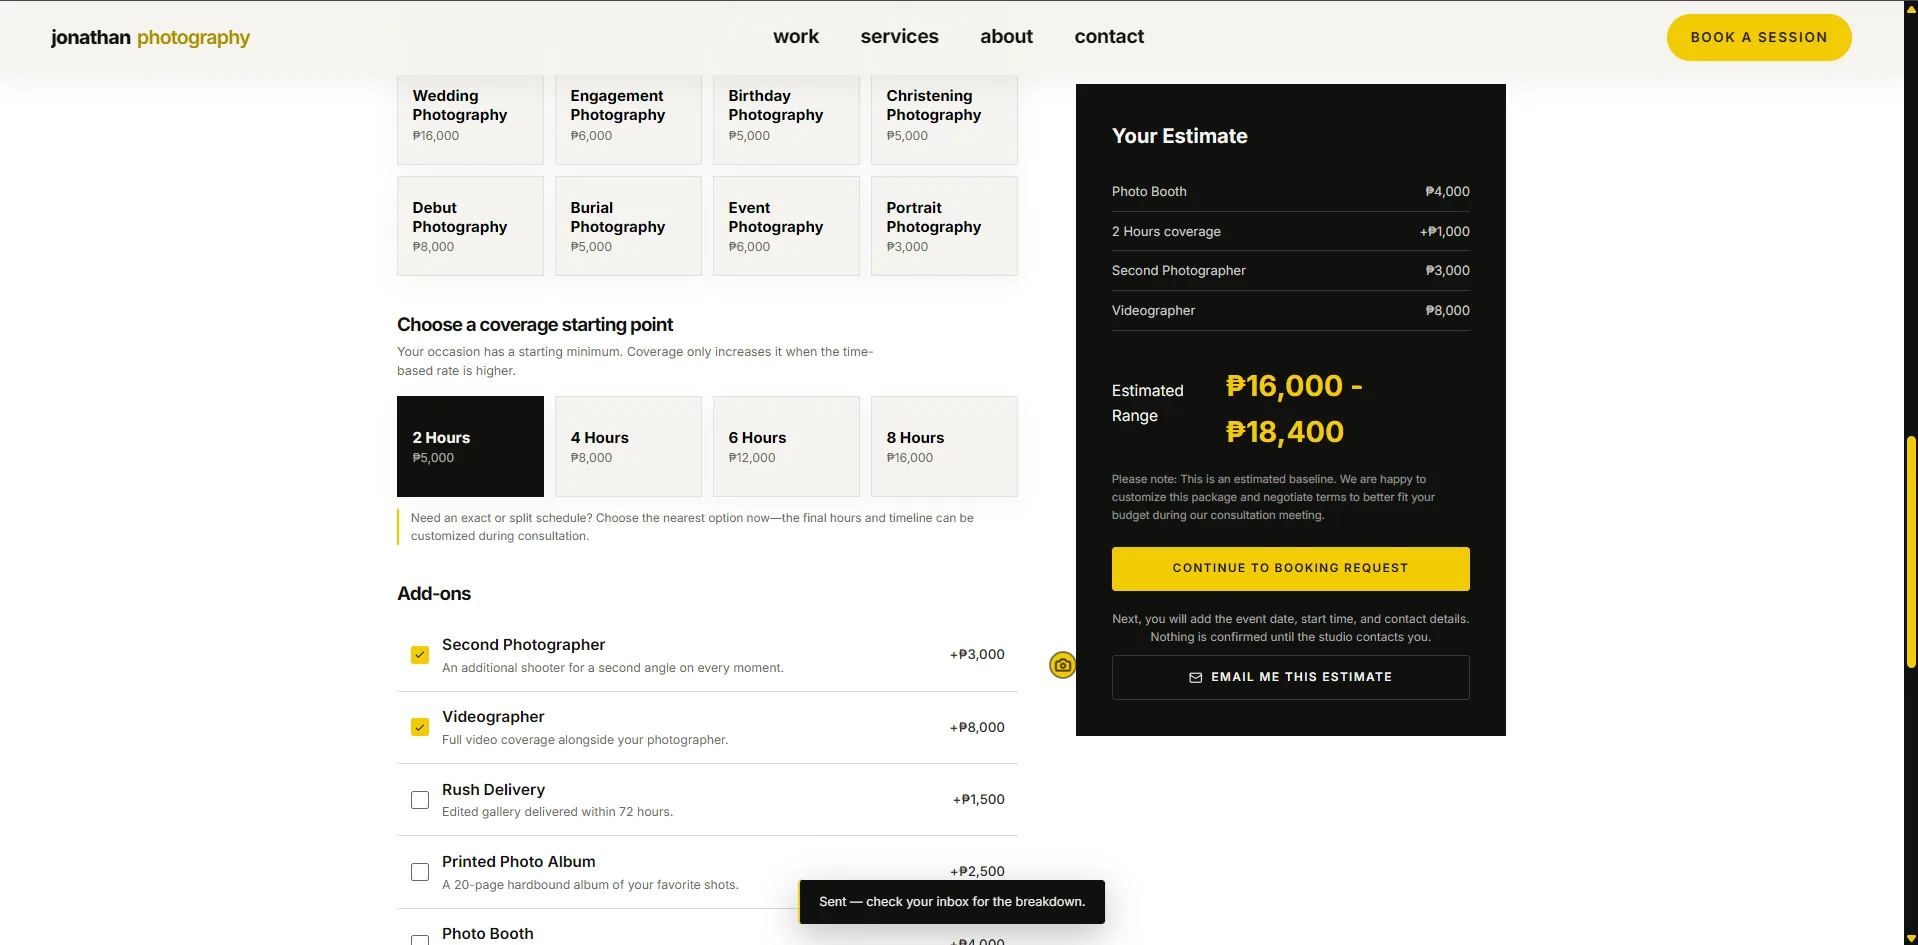 jonathan photography
work
services
about
contact
BOOK A SESSION
Wedding
Photography
₱16,000
Engagement
Photography
₱6,000
Birthday
Photography
₱5,000
Christening
Photography
₱5,000
Debut
Photography
₱8,000
Burial
Photography
₱5,000
Event
Photography
₱6,000
Portrait
Photography
₱3,000
Choose a coverage starting point
Your occasion has a starting minimum. Coverage only increases it when the time-
based rate is higher.
2 Hours
₱5,000
4 Hours
₱8,000
6 Hours
₱12,000
8 Hours
₱16,000
Need an exact or split schedule? Choose the nearest option now—the final hours and timeline can be
customized during consultation.
Add-ons
Second Photographer
An additional shooter for a second angle on every moment.
+₱3,000
Videographer
Full video coverage alongside your photographer.
+₱8,000
Rush Delivery
Edited gallery delivered within 72 hours.
+₱1,500
Printed Photo Album
A 20-page hardbound album of your favorite shots.
+₱2,500
Photo Booth
+₱4,000
Your Estimate
Photo Booth ₱4,000
2 Hours coverage +₱1,000
Second Photographer ₱3,000
Videographer ₱8,000
Estimated
Range
₱16,000 -
₱18,400
Please note: This is an estimated baseline. We are happy to
customize this package and negotiate terms to better fit your
budget during our consultation meeting.
CONTINUE TO BOOKING REQUEST
Next, you will add the event date, start time, and contact details.
Nothing is confirmed until the studio contacts you.
EMAIL ME THIS ESTIMATE
Sent — check your inbox for the breakdown.